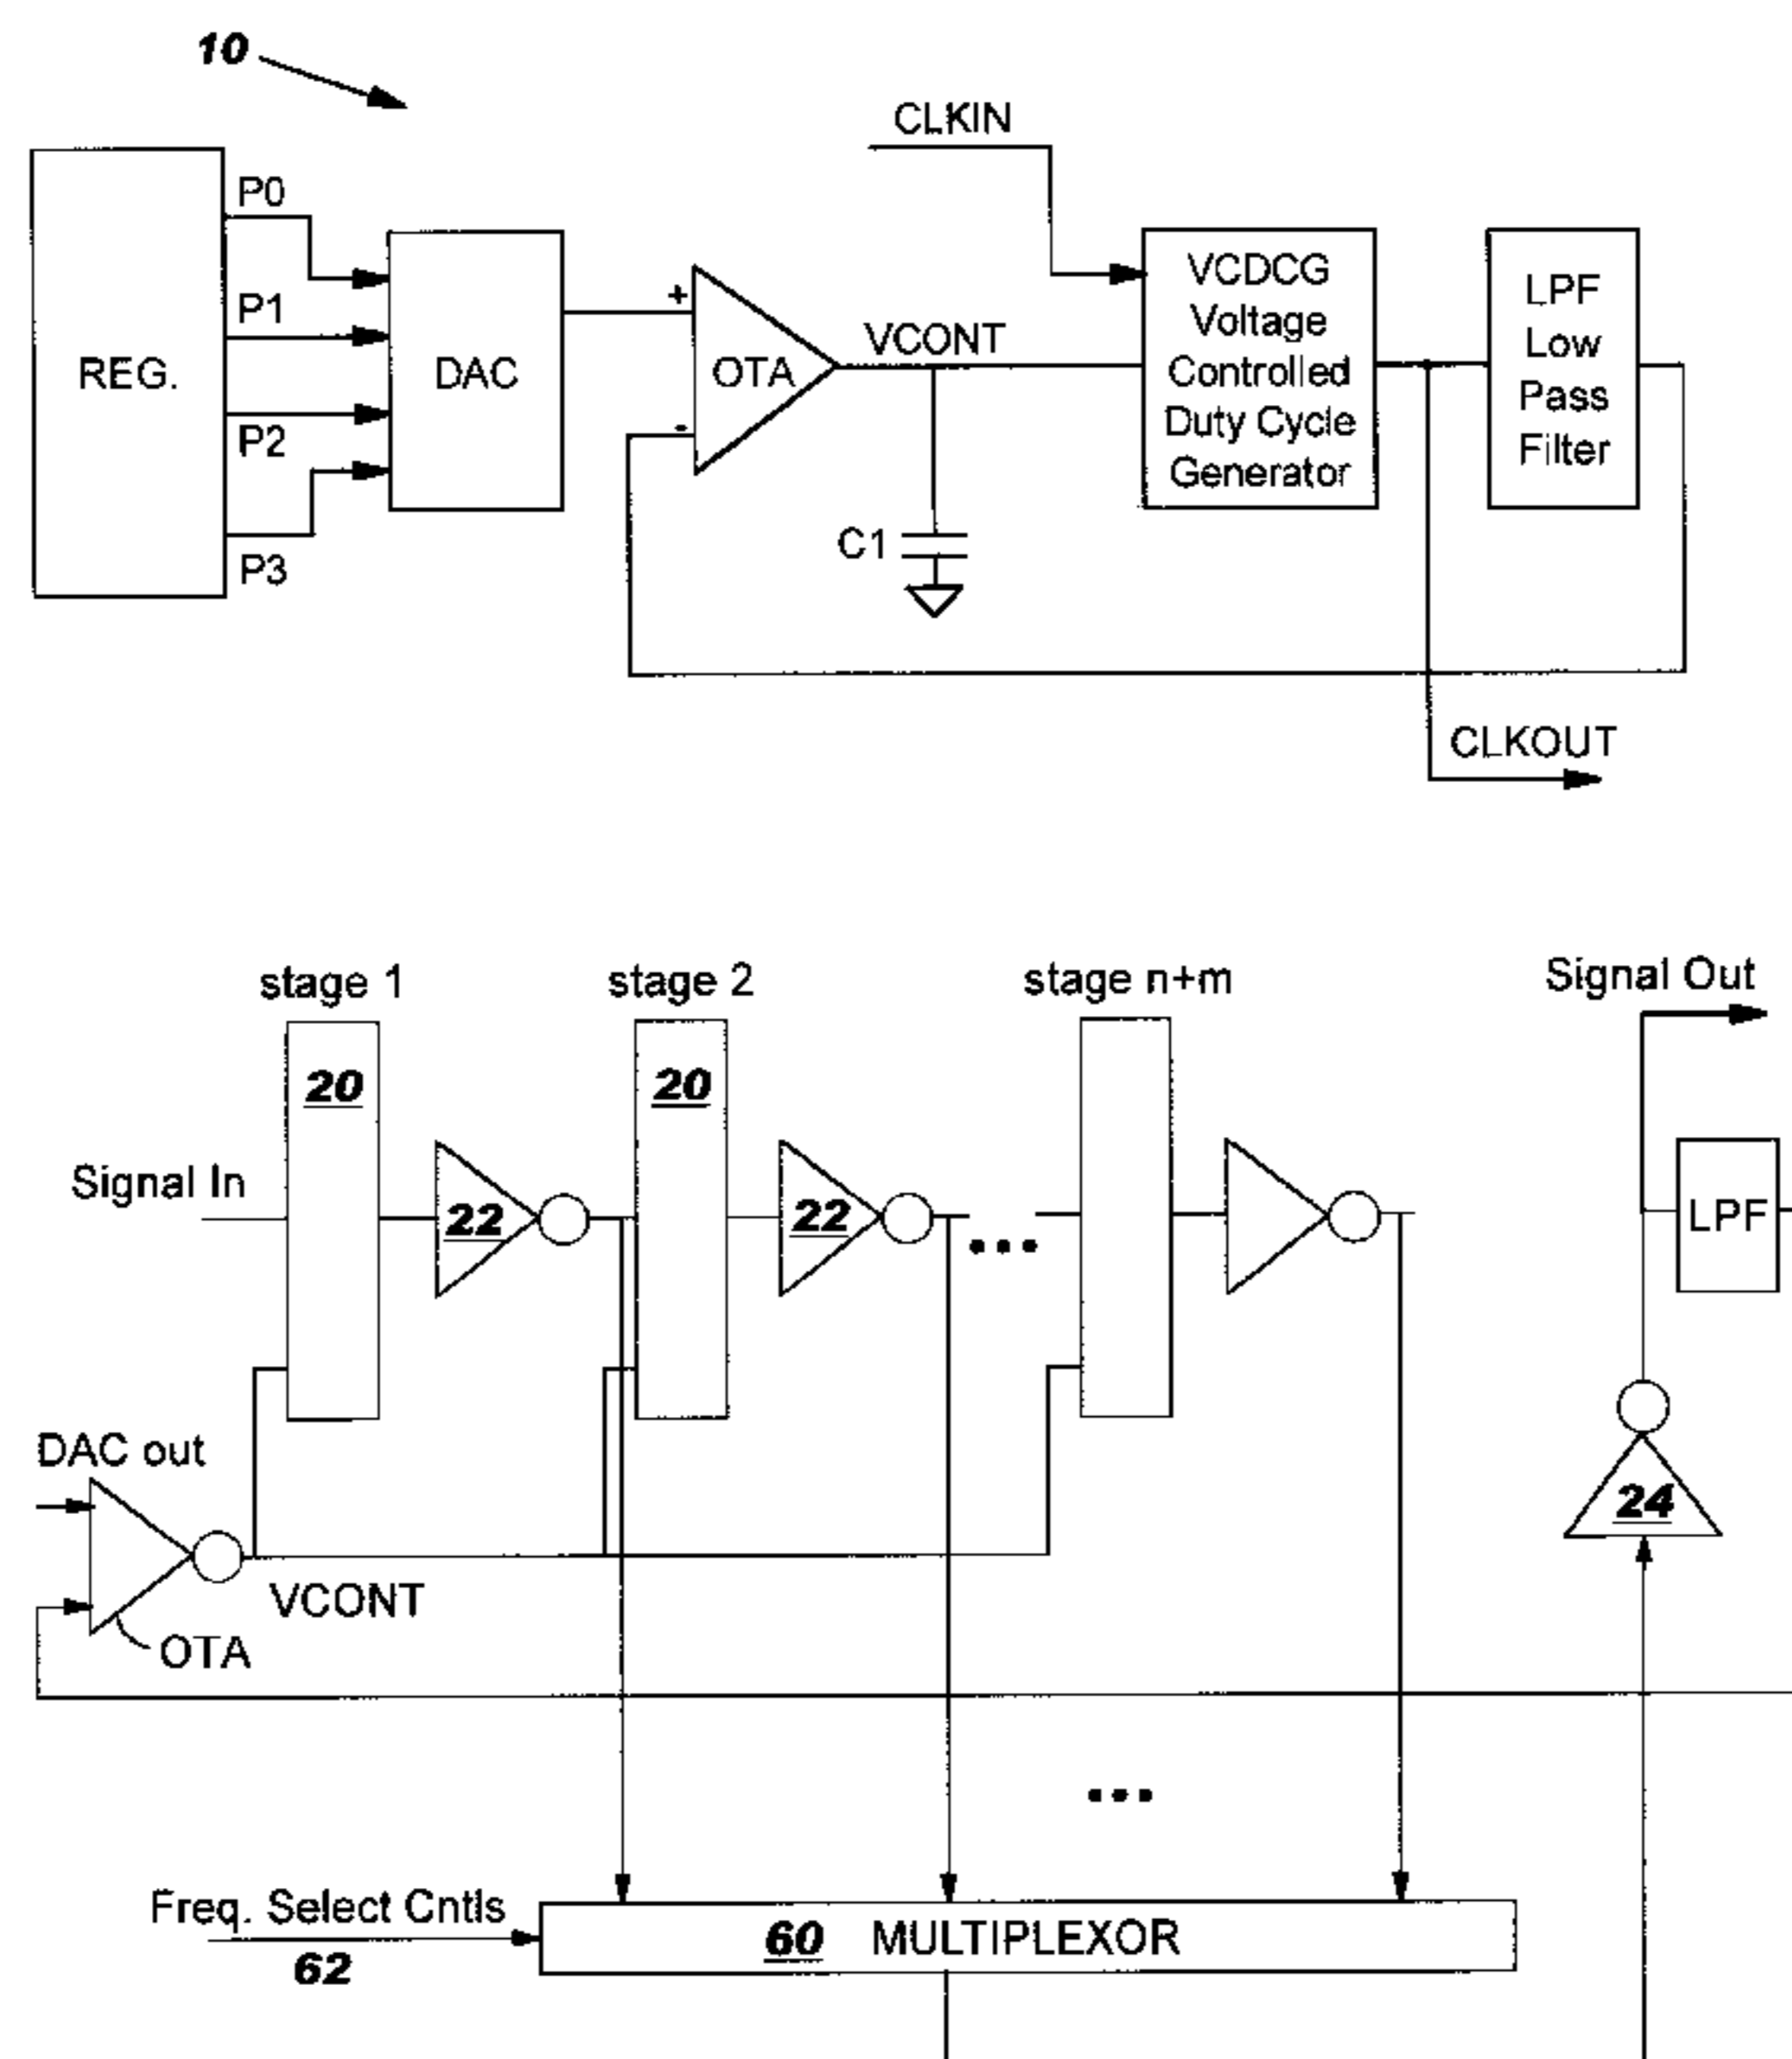 10
CLKIN
P0
P1
P2
P3
REG.
DAC
+
-
OTA
VCONT
C1
VCDCG
Voltage
Controlled
Duty Cycle
Generator
LPF
Low
Pass
Filter
CLKOUT
stage 1
stage 2
stage n+m
Signal Out
20
20
Signal In
22
22
...
LPF
DAC out
24
VCONT
OTA
...
Freq. Select Cntls
62
60 MULTIPLEXOR